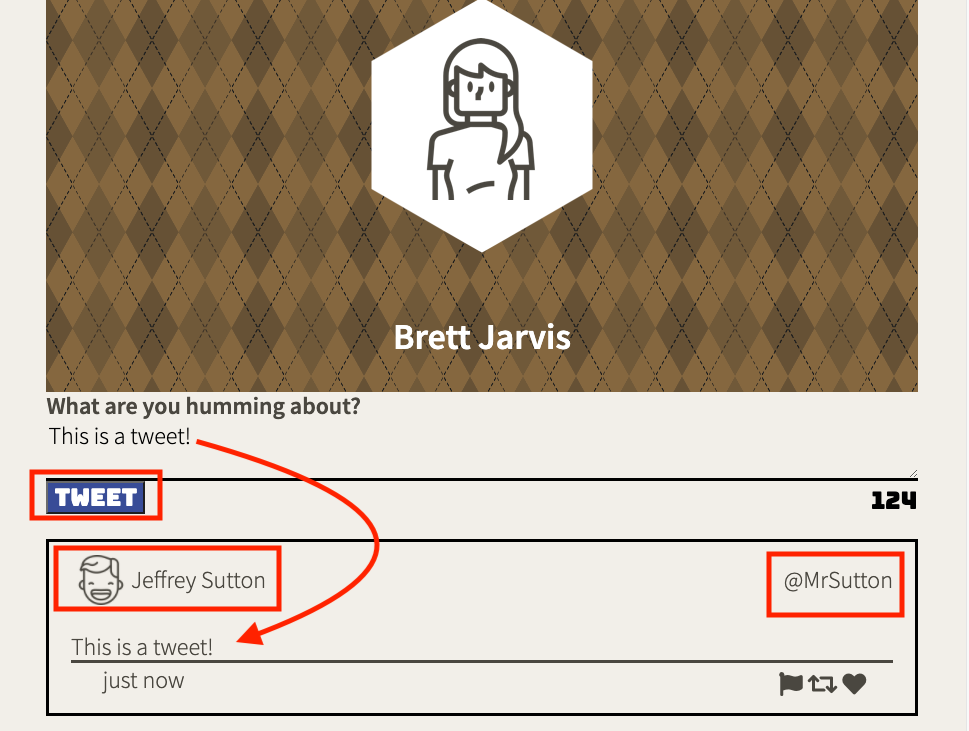 Brett Jarvis
What are you humming about?
This is a tweet!
TWEET 124
Jeffrey Sutton @MrSutton
This is a tweet!
just now